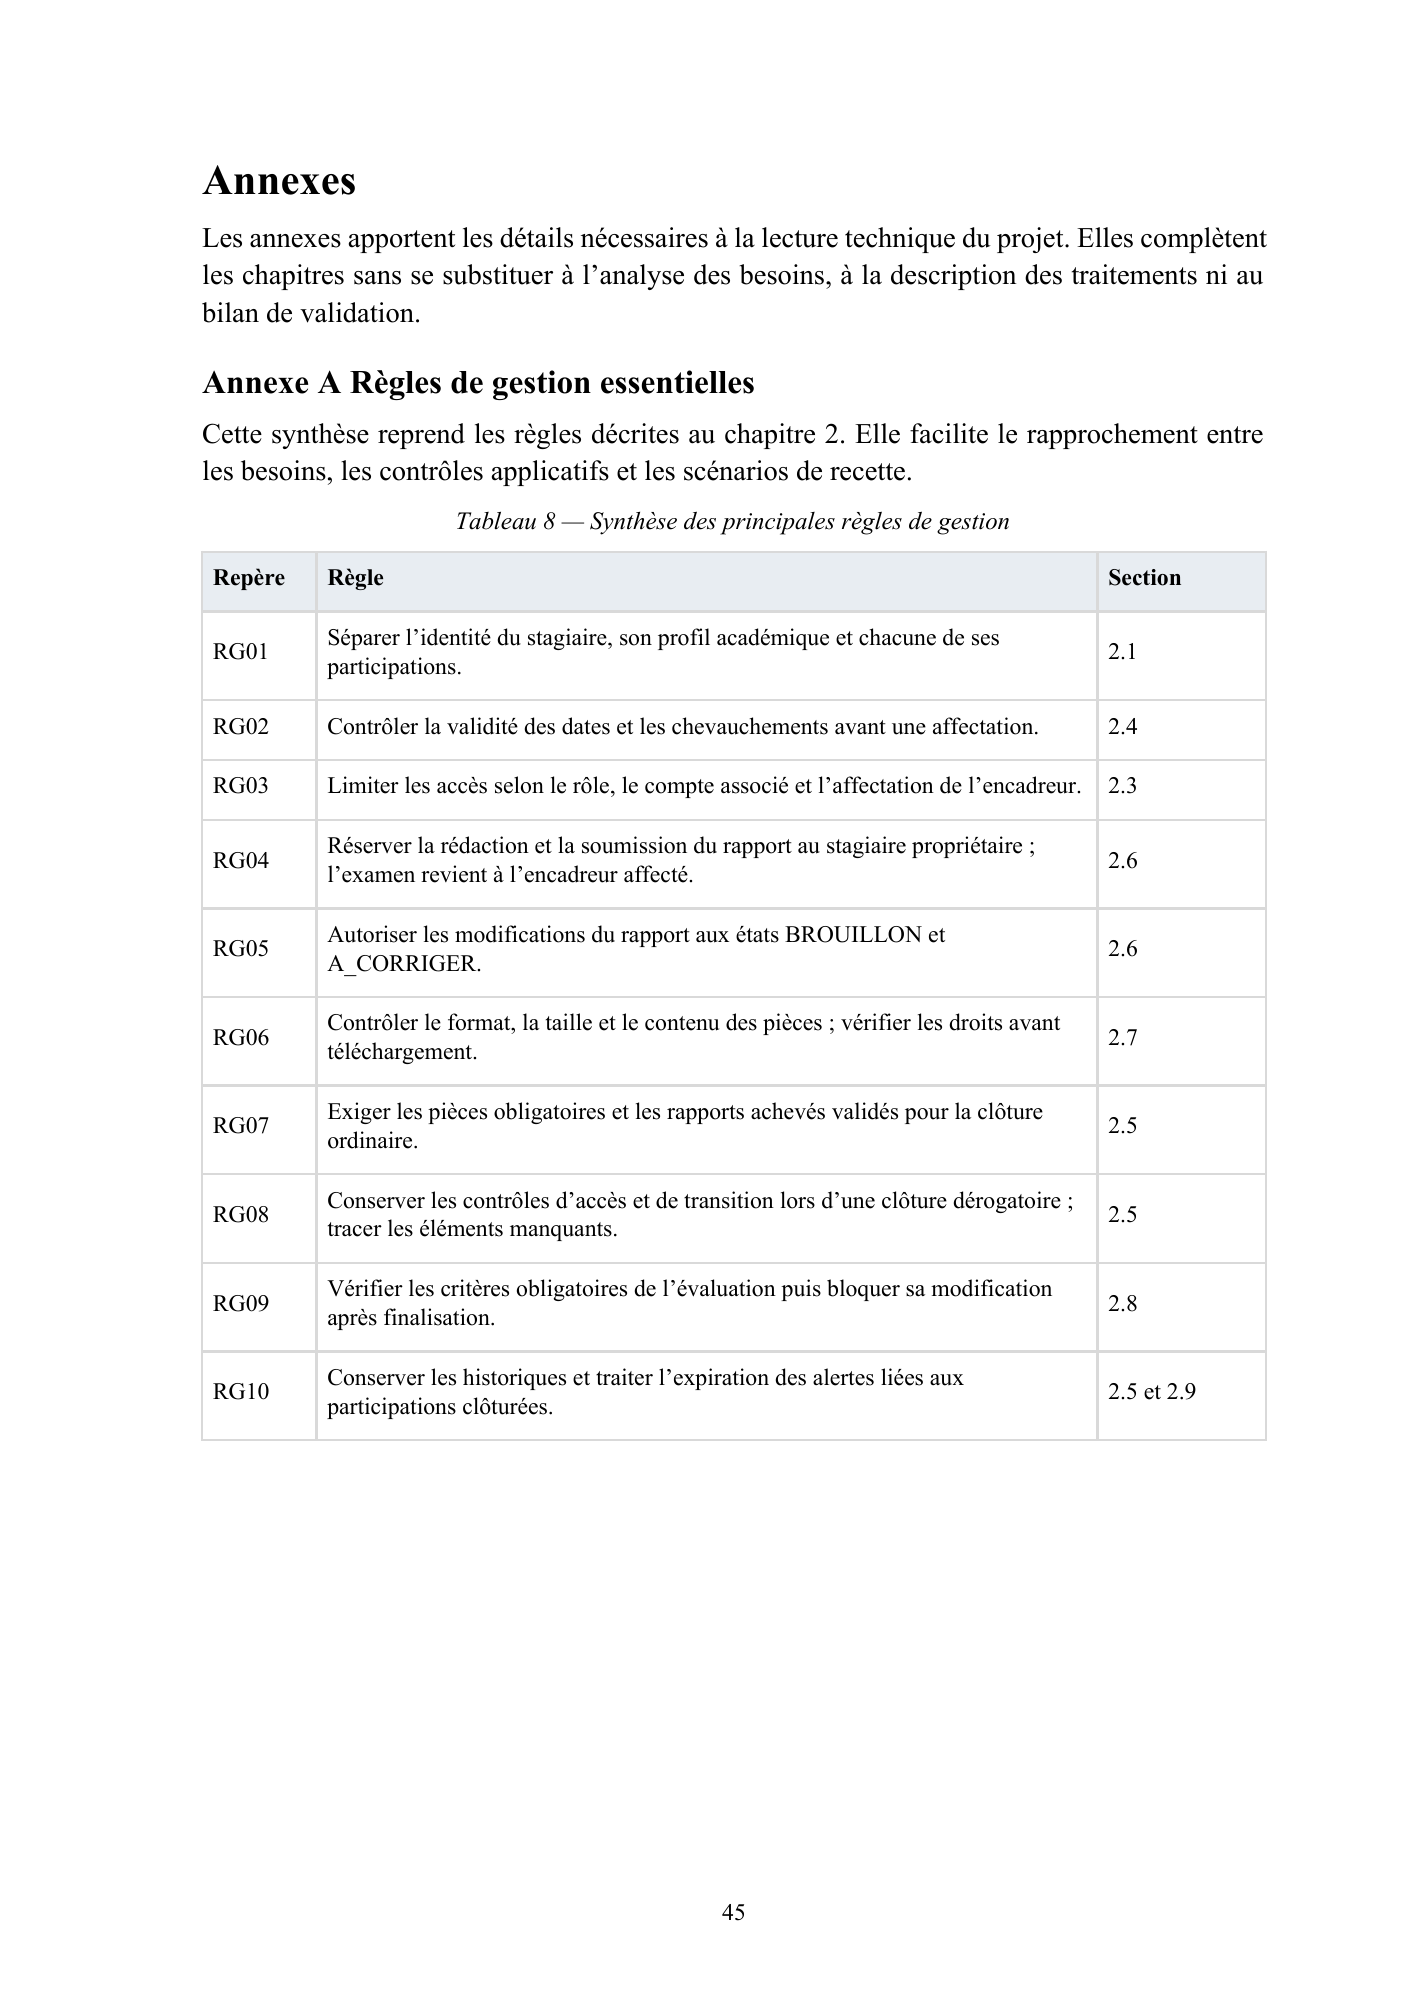 Annexes
Les annexes apportent les détails nécessaires à la lecture technique du projet. Elles complètent
les chapitres sans se substituer à l’analyse des besoins, à la description des traitements ni au
bilan de validation.
Annexe A Règles de gestion essentielles
Cette synthèse reprend les règles décrites au chapitre 2. Elle facilite le rapprochement entre
les besoins, les contrôles applicatifs et les scénarios de recette.
Tableau 8 — Synthèse des principales règles de gestion
Repère Règle Section
RG01 Séparer l’identité du stagiaire, son profil académique et chacune de ses
participations. 2.1
RG02 Contrôler la validité des dates et les chevauchements avant une affectation. 2.4
RG03 Limiter les accès selon le rôle, le compte associé et l’affectation de l’encadreur. 2.3
RG04 Réserver la rédaction et la soumission du rapport au stagiaire propriétaire ;
l’examen revient à l’encadreur affecté. 2.6
RG05 Autoriser les modifications du rapport aux états BROUILLON et
A_CORRIGER. 2.6
RG06 Contrôler le format, la taille et le contenu des pièces ; vérifier les droits avant
téléchargement. 2.7
RG07 Exiger les pièces obligatoires et les rapports achevés validés pour la clôture
ordinaire. 2.5
RG08 Conserver les contrôles d’accès et de transition lors d’une clôture dérogatoire ;
tracer les éléments manquants. 2.5
RG09 Vérifier les critères obligatoires de l’évaluation puis bloquer sa modification
après finalisation. 2.8
RG10 Conserver les historiques et traiter l’expiration des alertes liées aux
participations clôturées. 2.5 et 2.9
45